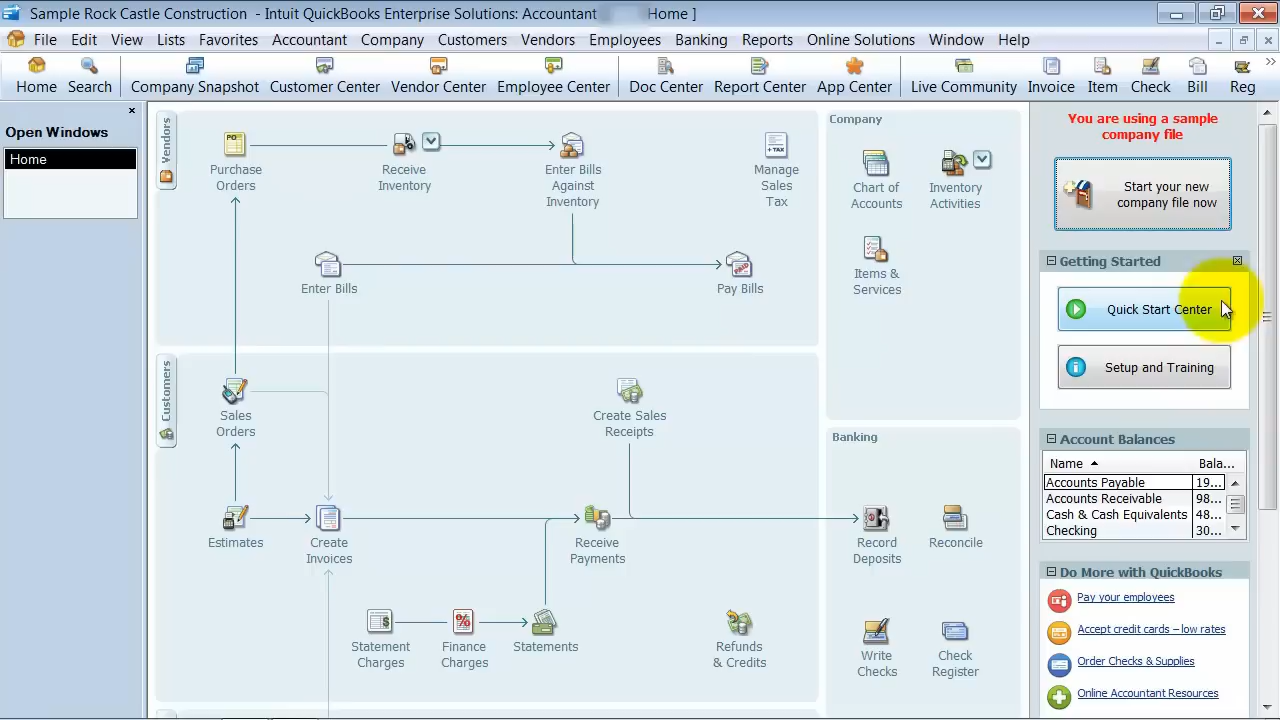 Sample Rock Castle Construction - Intuit QuickBooks Enterprise Solutions: Accountant Home ]
File Edit View Lists Favorites Accountant Company Customers Vendors Employees Banking Reports Online Solutions Window Help
Home Search Company Snapshot Customer Center Vendor Center Employee Center Doc Center Report Center App Center Live Community Invoice Item Check Bill Reg
Open Windows
Home
Vendors
PO
Purchase
Orders
Receive
Inventory
Enter Bills
Against
Inventory
+ TAX
Manage
Sales
Tax
Enter Bills
PAID
Pay Bills
Customers
Sales
Orders
Create Sales
Receipts
Estimates
Create
Invoices
Receive
Payments
Statement
Charges
Finance
Charges
Statements
Refunds
& Credits
Company
Chart of
Accounts
Inventory
Activities
Items &
Services
Banking
Record
Deposits
Reconcile
Write
Checks
Check
Register
You are using a sample
company file
Start your new
company file now
Getting Started
Quick Start Center
Setup and Training
Account Balances
Name Bala...
Accounts Payable 19...
Accounts Receivable 98...
Cash & Cash Equivalents 48...
Checking 30...
Do More with QuickBooks
Pay your employees
Accept credit cards – low rates
Order Checks & Supplies
Online Accountant Resources